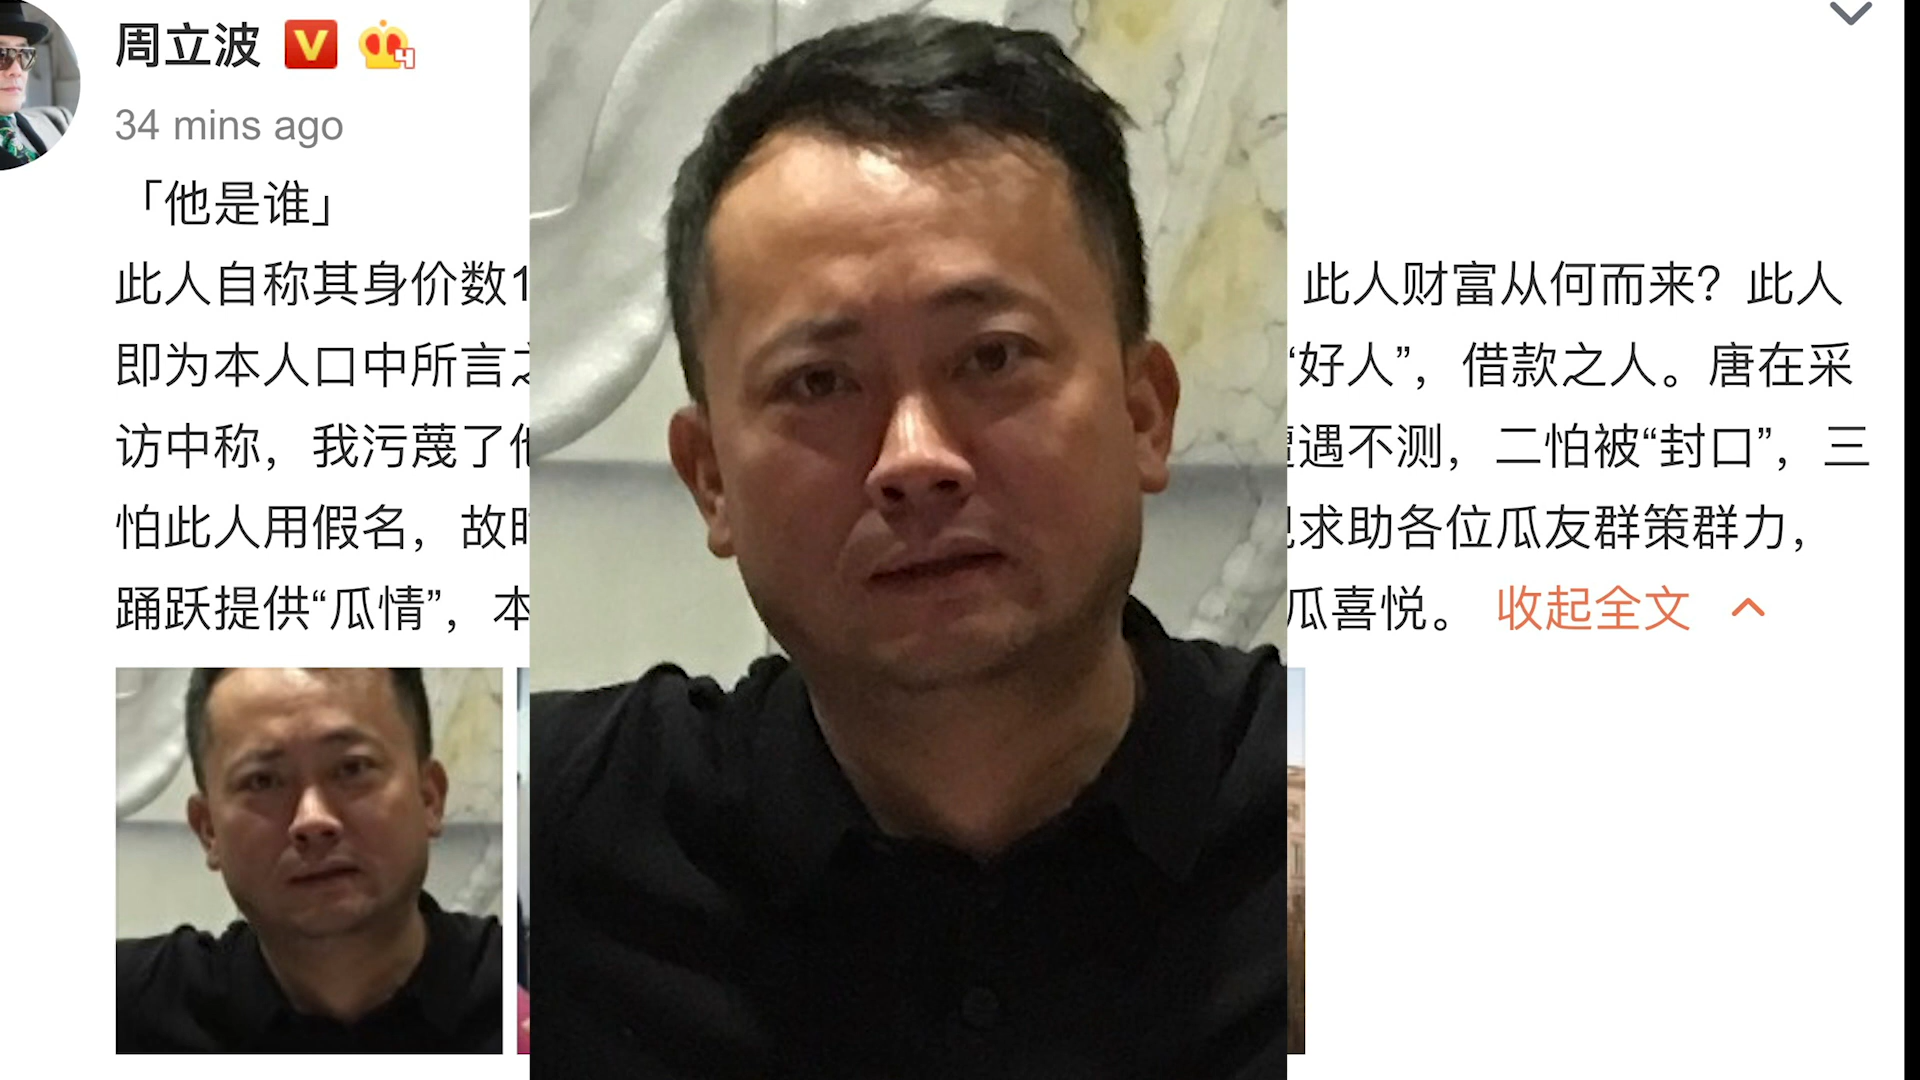 周立波
34 mins ago
「他是谁」
此人自称其身价数1 此人财富从何而来？此人
即为本人口中所言 “好人”，借款之人。唐在采
访中称，我污蔑了 遇不测，二怕被“封口”，三
怕此人用假名，故 求助各位瓜友群策群力，
踊跃提供“瓜情”，本 瓜喜悦。 收起全文